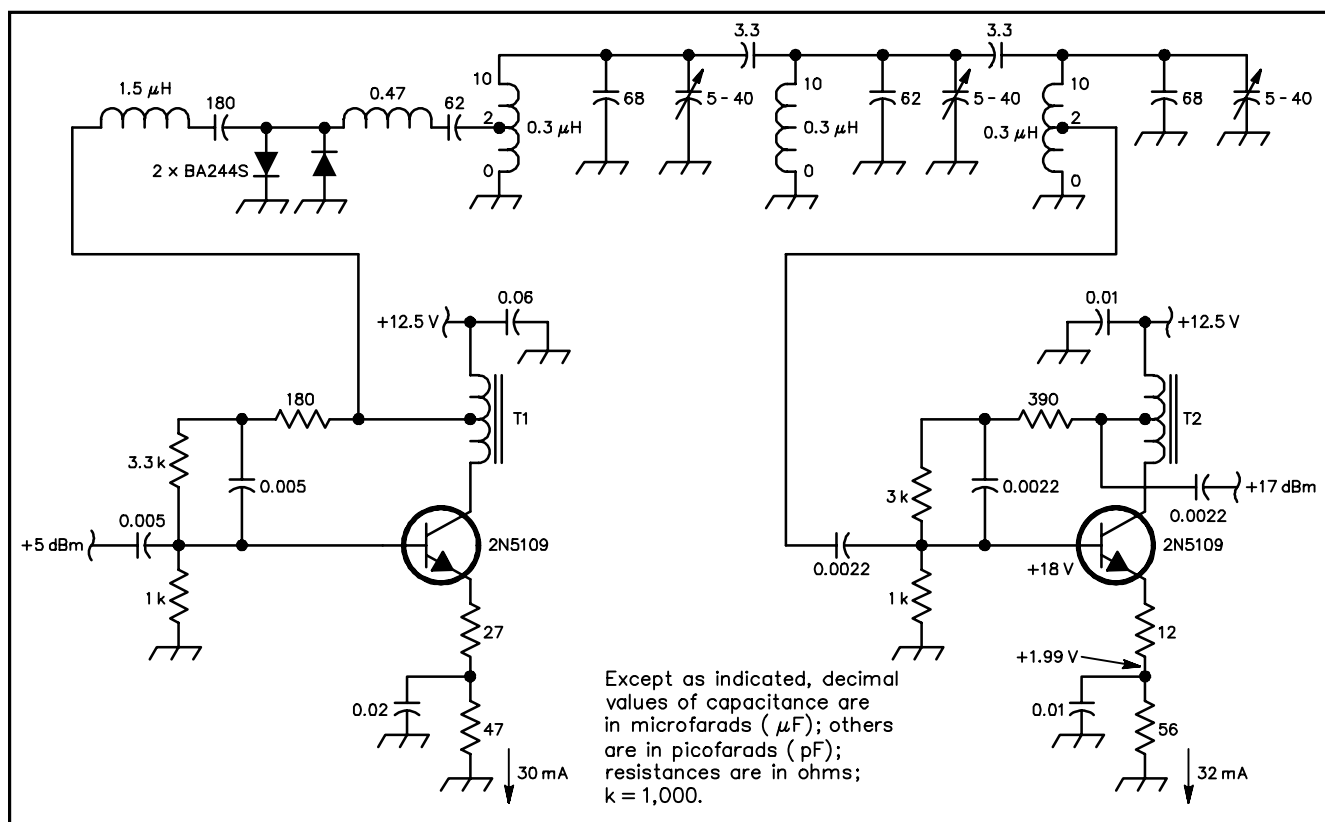 3.3
3.3
1.5 μH
180
0.47
62
10
2
0
0.3 μH
68
5 - 40
10
0.3 μH
0
62
5 - 40
10
2
0.3 μH
0
68
5 - 40
2 x BA244S
0.06
+12.5 V
T1
180
3.3 k
0.005
0.005
+5 dBm
1 k
2N5109
27
0.02
47
30 mA
0.01
+12.5 V
T2
390
3 k
0.0022
0.0022
+17 dBm
0.0022
1 k
2N5109
+18 V
12
+1.99 V
0.01
56
32 mA
Except as indicated, decimal
values of capacitance are
in microfarads ( μF); others
are in picofarads ( pF);
resistances are in ohms;
k = 1,000.